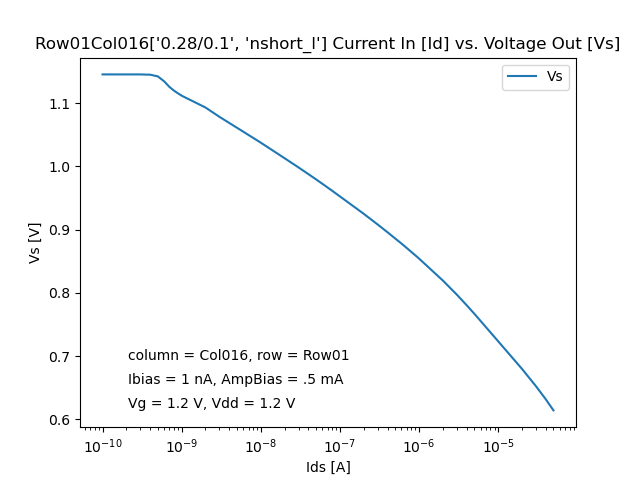 Row01Col016['0.28/0.1', 'nshort_l'] Current In [Id] vs. Voltage Out [Vs]
Vs
1.1
1.0
0.9
0.8
0.7
0.6
Vs [V]
column = Col016, row = Row01
Ibias = 1 nA, AmpBias = .5 mA
Vg = 1.2 V, Vdd = 1.2 V
10⁻¹⁰ 10⁻⁹ 10⁻⁸ 10⁻⁷ 10⁻⁶ 10⁻⁵
Ids [A]